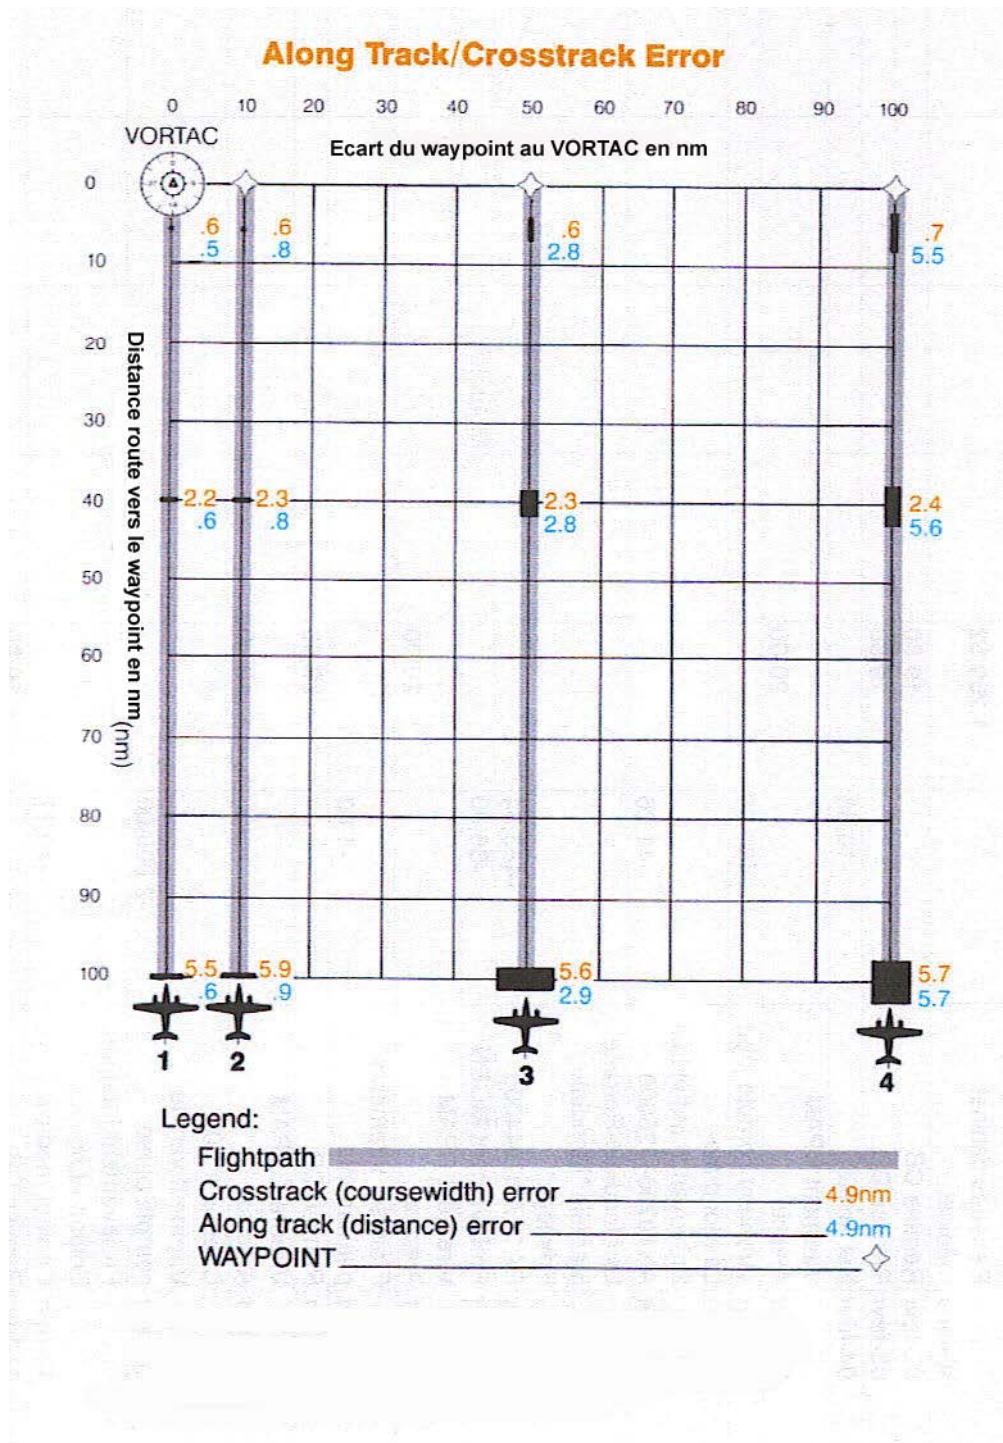 Along Track/Crosstrack Error
0 10 20 30 40 50 60 70 80 90 100
VORTAC
Ecart du waypoint au VORTAC en nm
0
.6 .6 .6 .7
.5 .8 2.8 5.5
10
20
Distance route vers le waypoint en nm
(nm)
30
40
2.2 2.3 2.3 2.4
.6 .8 2.8 5.6
50
60
70
80
90
100
5.5 5.9 5.6 5.7
.6 .9 2.9 5.7
1 2 3 4
Legend:
Flightpath
Crosstrack (coursewidth) error 4.9nm
Along track (distance) error 4.9nm
WAYPOINT